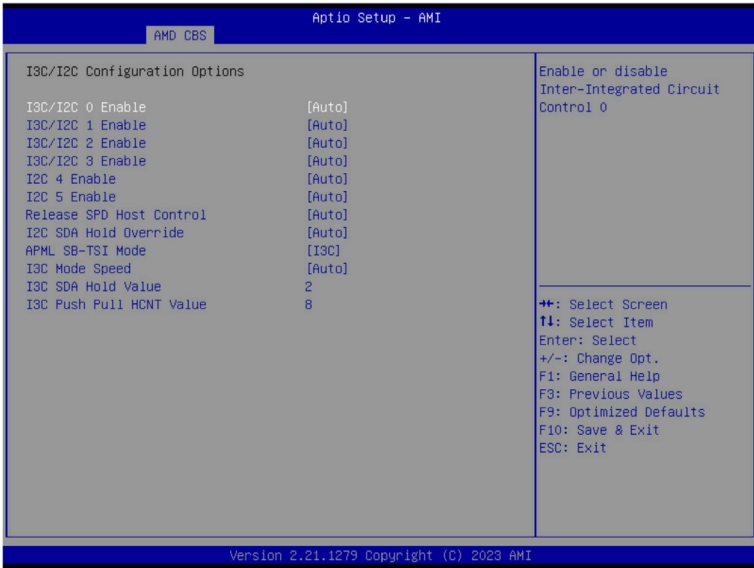 Aptio Setup - AMI
AMD CBS
I3C/I2C Configuration Options
I3C/I2C 0 Enable [Auto]
I3C/I2C 1 Enable [Auto]
I3C/I2C 2 Enable [Auto]
I3C/I2C 3 Enable [Auto]
I2C 4 Enable [Auto]
I2C 5 Enable [Auto]
Release SPD Host Control [Auto]
I2C SDA Hold Override [Auto]
APML SB-TSI Mode [I3C]
I3C Mode Speed [Auto]
I3C SDA Hold Value 2
I3C Push Pull HCNT Value 8
Enable or disable
Inter-Integrated Circuit
Control 0
→←: Select Screen
↑↓: Select Item
Enter: Select
+/-: Change Opt.
F1: General Help
F3: Previous Values
F9: Optimized Defaults
F10: Save & Exit
ESC: Exit
Version 2.21.1279 Copyright (C) 2023 AMI